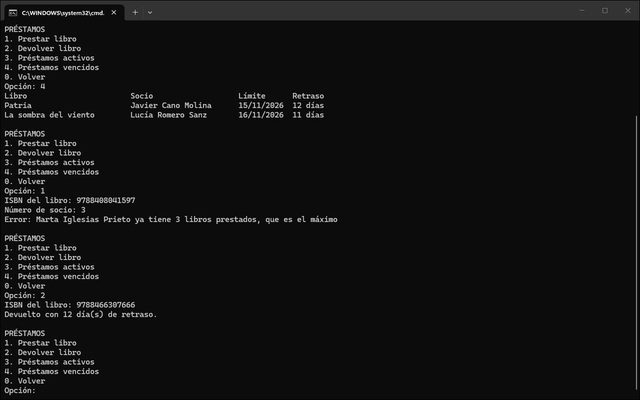 C:\WINDOWS\system32\cmd.
PRÉSTAMOS
1. Prestar libro
2. Devolver libro
3. Préstamos activos
4. Préstamos vencidos
0. Volver
Opción: 4
Libro Socio Límite Retraso
Patria Javier Cano Molina 15/11/2026 12 días
La sombra del viento Lucía Romero Sanz 16/11/2026 11 días
PRÉSTAMOS
1. Prestar libro
2. Devolver libro
3. Préstamos activos
4. Préstamos vencidos
0. Volver
Opción: 1
ISBN del libro: 9788408041597
Número de socio: 3
Error: Marta Iglesias Prieto ya tiene 3 libros prestados, que es el máximo
PRÉSTAMOS
1. Prestar libro
2. Devolver libro
3. Préstamos activos
4. Préstamos vencidos
0. Volver
Opción: 2
ISBN del libro: 9788466307666
Devuelto con 12 día(s) de retraso.
PRÉSTAMOS
1. Prestar libro
2. Devolver libro
3. Préstamos activos
4. Préstamos vencidos
0. Volver
Opción: